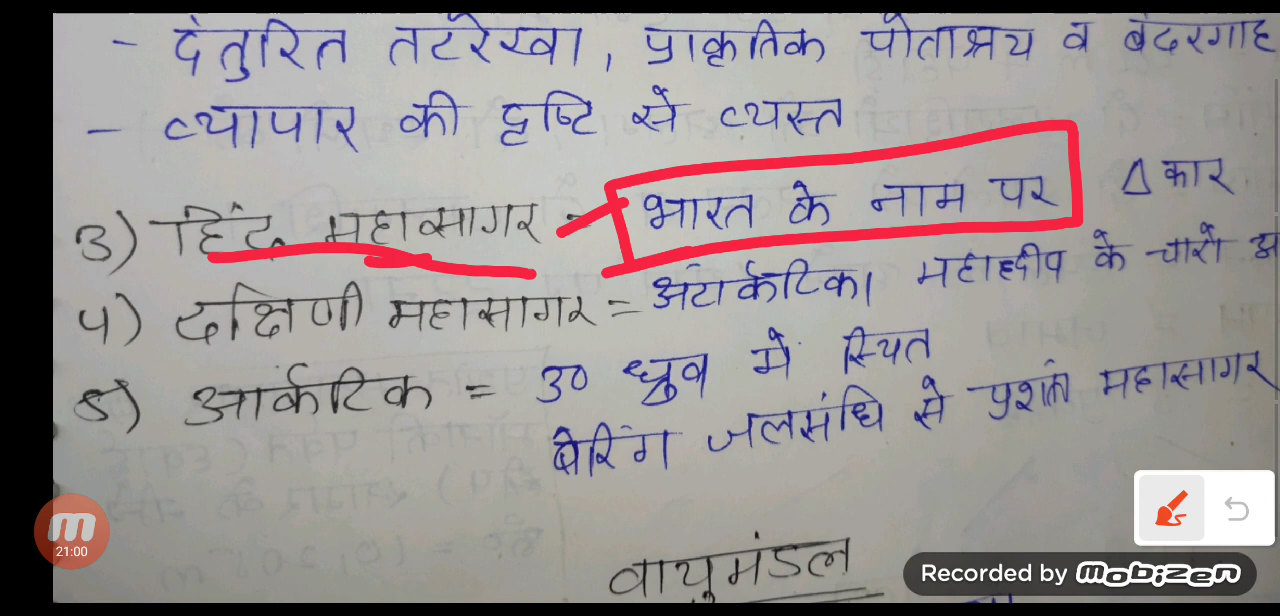 - दंतुरित तटरेखा, प्राकृतिक पोताश्रय व बंदरगाह
- व्यापार की दृष्टि से व्यस्त
3) हिंद महासागर = भारत के नाम पर Δ कार
4) दक्षिणी महासागर = अंटार्कटिका महाद्वीप के चारो
5) आर्कटिक = उ० ध्रुव में स्थित
बेरिंग जलसंधि से प्रशांत महासागर
वायुमंडल
21:00
Recorded by MOBIZEN